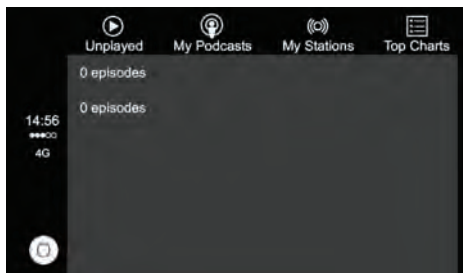 Unplayed My Podcasts My Stations Top Charts
0 episodes
0 episodes
14:56
4G